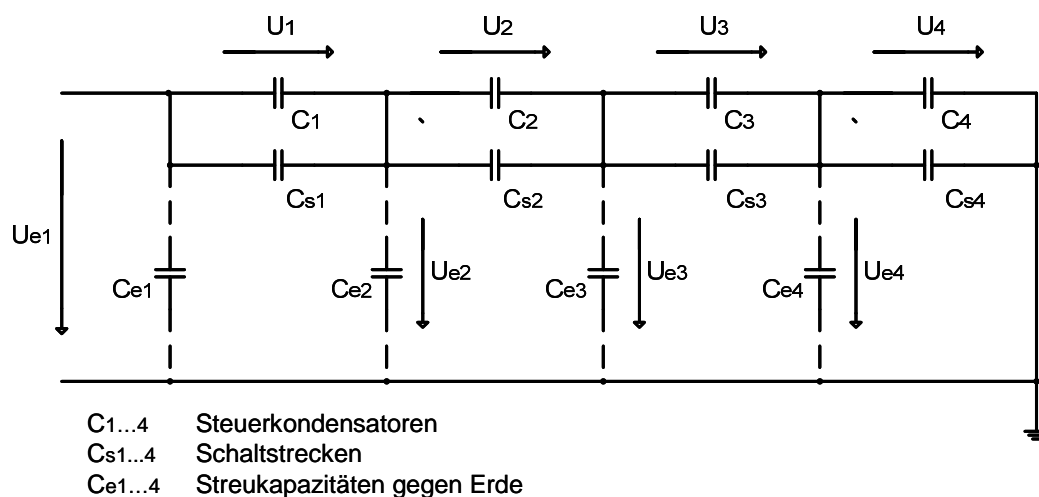 U1 U2 U3 U4
C1 C2 C3 C4
Cs1 Cs2 Cs3 Cs4
Ue1 Ue2 Ue3 Ue4
Ce1 Ce2 Ce3 Ce4
C1...4 Steuerkondensatoren
Cs1...4 Schaltstrecken
Ce1...4 Streukapazitäten gegen Erde